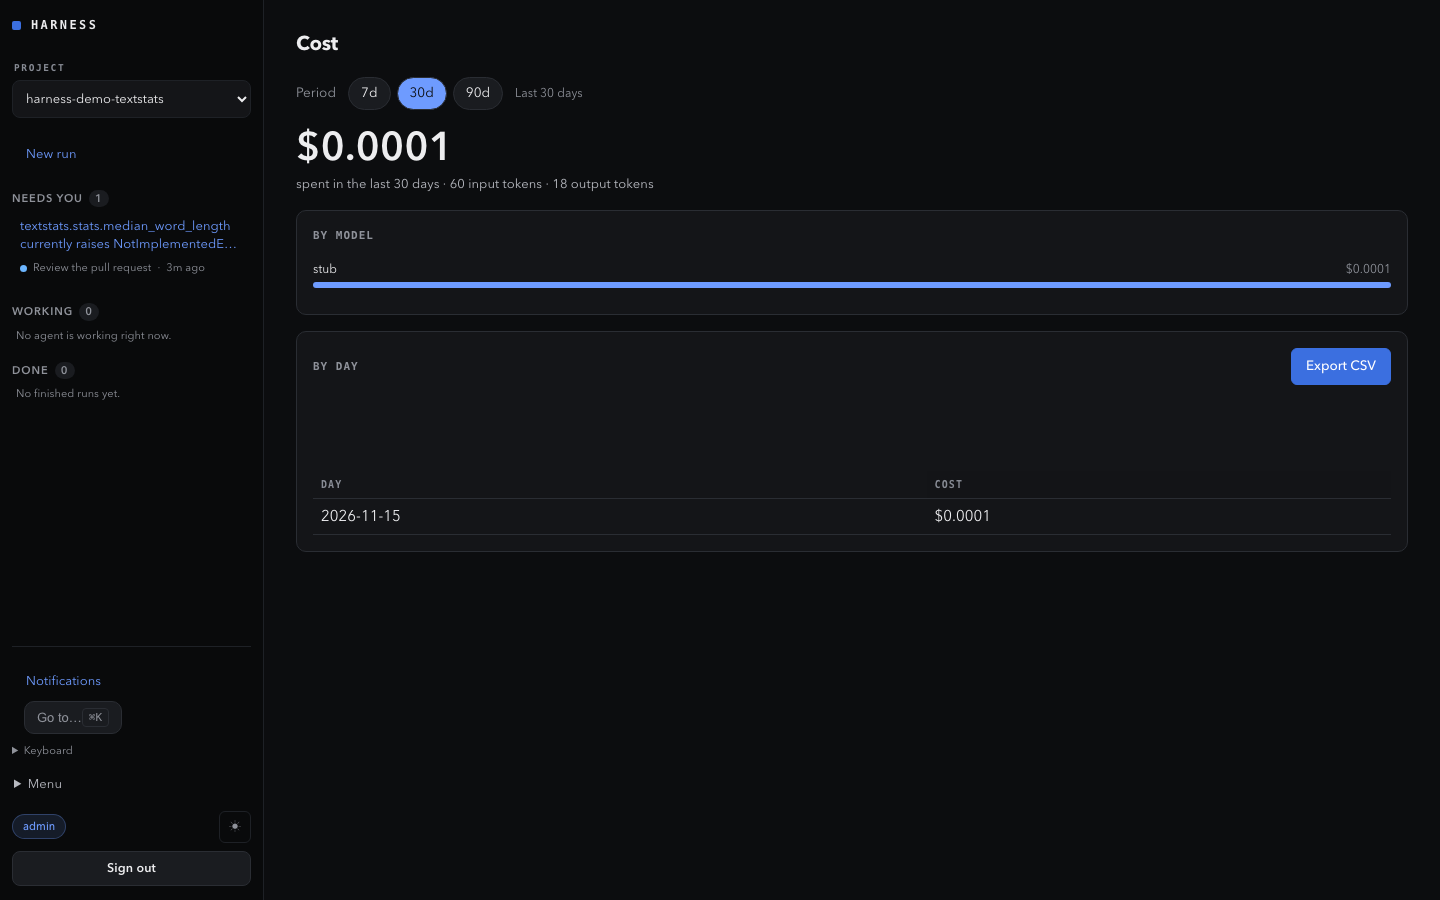 HARNESS
PROJECT
harness-demo-textstats
New run
NEEDS YOU 1
textstats.stats.median_word_length
currently raises NotImplementedE…
Review the pull request · 3m ago
WORKING 0
No agent is working right now.
DONE 0
No finished runs yet.
Notifications
Go to… ⌘K
Keyboard
Menu
admin
Sign out
Cost
Period 7d 30d 90d Last 30 days
$0.0001
spent in the last 30 days · 60 input tokens · 18 output tokens
BY MODEL
stub $0.0001
BY DAY Export CSV
DAY COST
2026-11-15 $0.0001